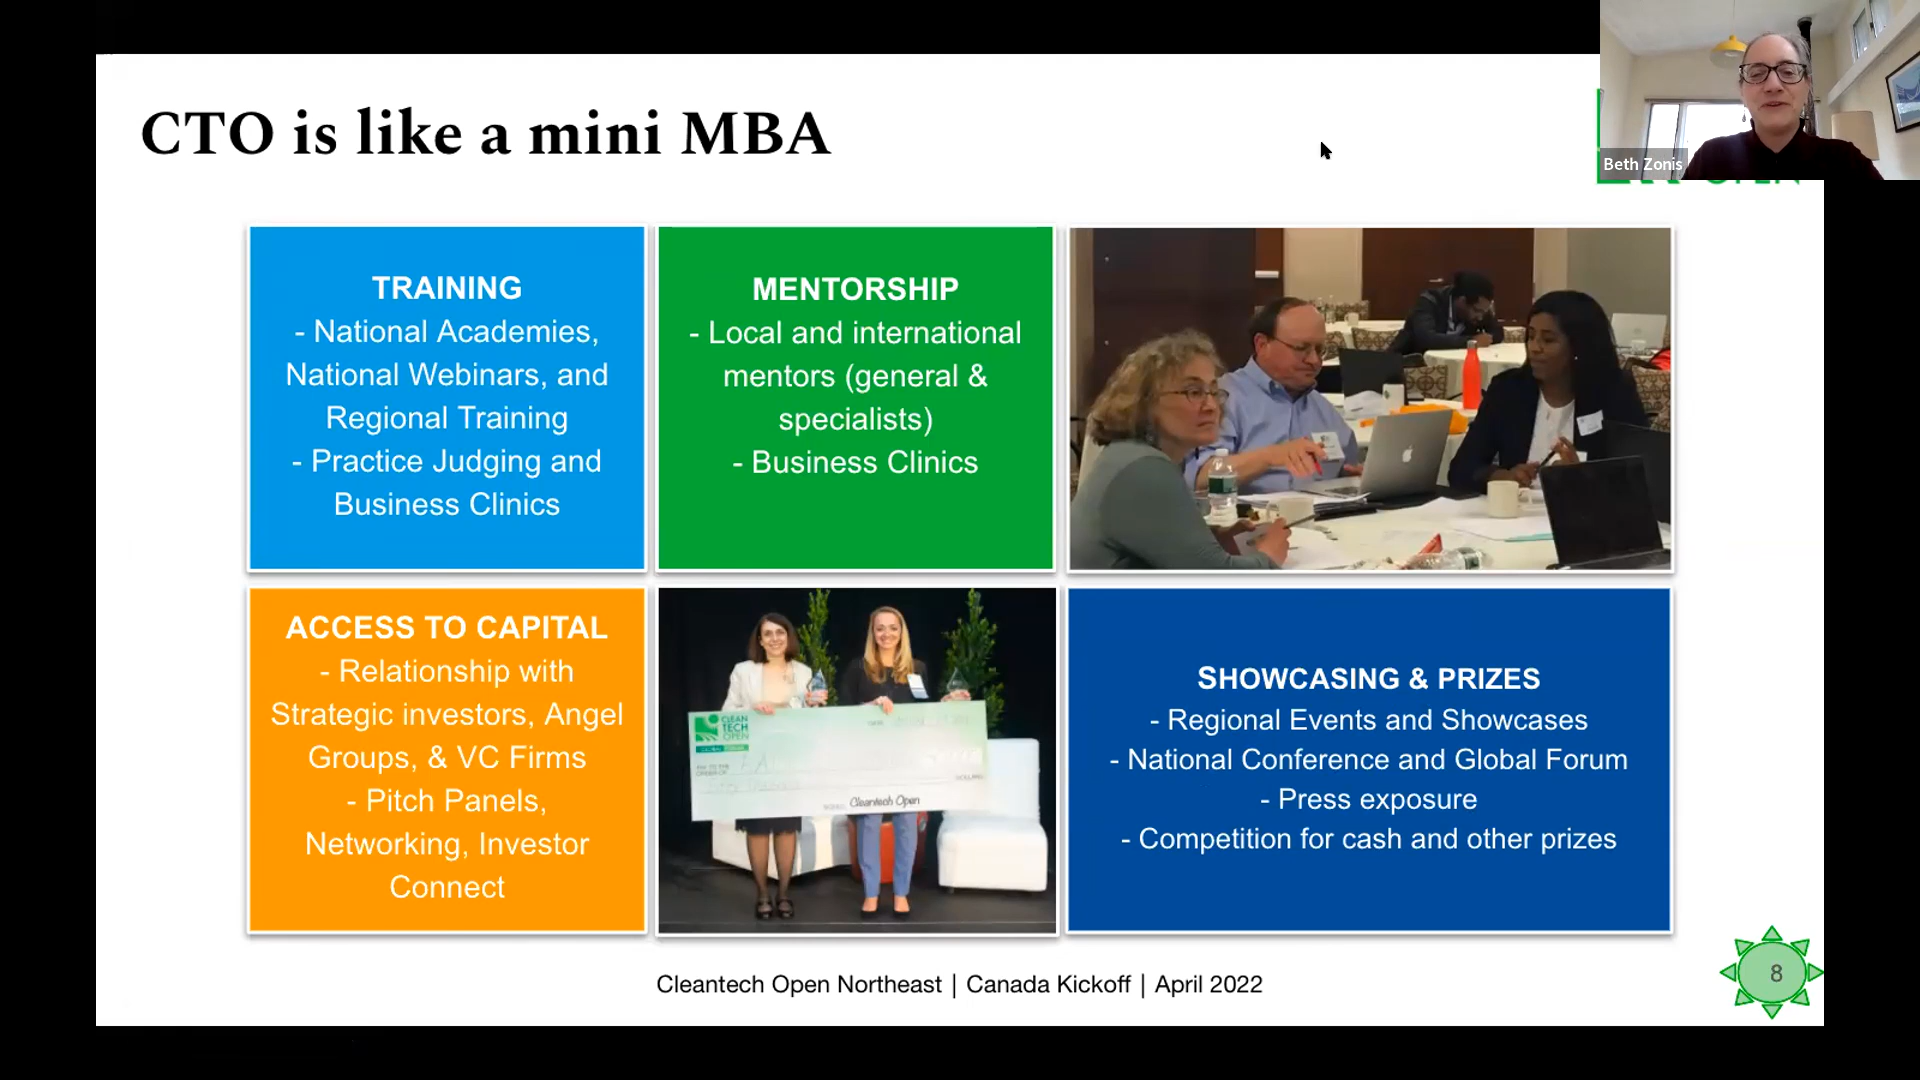 CTO is like a mini MBA
Beth Zonis
TRAINING
- National Academies,
National Webinars, and
Regional Training
- Practice Judging and
Business Clinics
MENTORSHIP
- Local and international
mentors (general &
specialists)
- Business Clinics
ACCESS TO CAPITAL
- Relationship with
Strategic investors, Angel
Groups, & VC Firms
- Pitch Panels,
Networking, Investor
Connect
CLEAN
TECH
OPEN
Cleantech Open
SHOWCASING & PRIZES
- Regional Events and Showcases
- National Conference and Global Forum
- Press exposure
- Competition for cash and other prizes
Cleantech Open Northeast | Canada Kickoff | April 2022
8